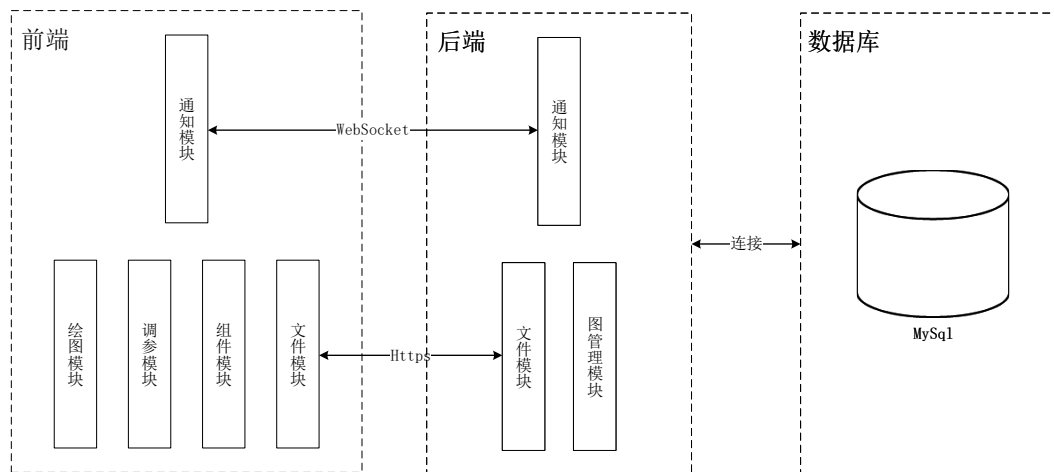 前端
后端
数据库
通知模块
WebSocket
通知模块
连接
绘图模块
调参模块
组件模块
文件模块
Https
文件模块
图管理模块
MySql